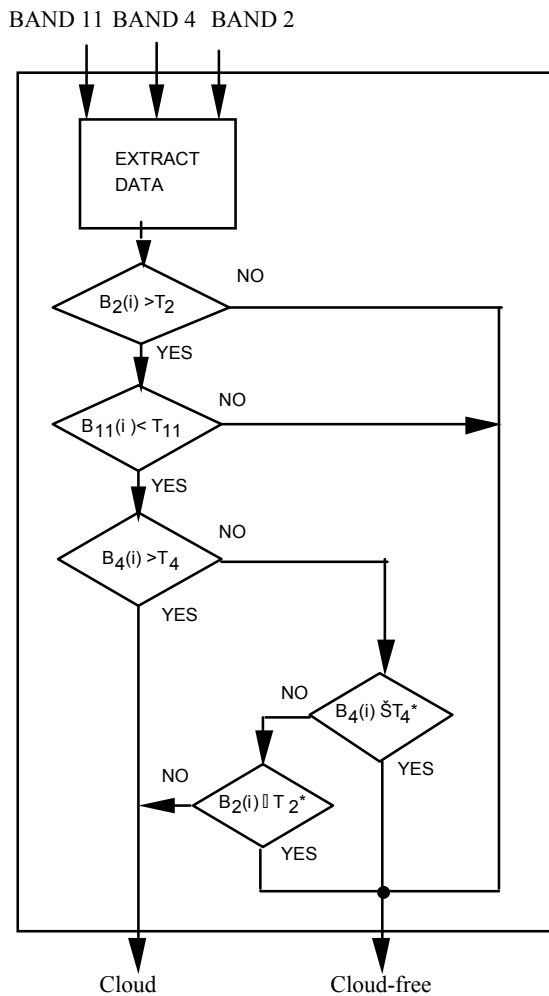 BAND 11 BAND 4 BAND 2
EXTRACT
DATA
NO
B2(i) >T2
YES
NO
B11(i )< T11
YES
NO
B4(i) >T4
YES
NO
B4(i) ŠT4*
YES
NO
B2(i) ▯ T 2*
YES
Cloud
Cloud-free